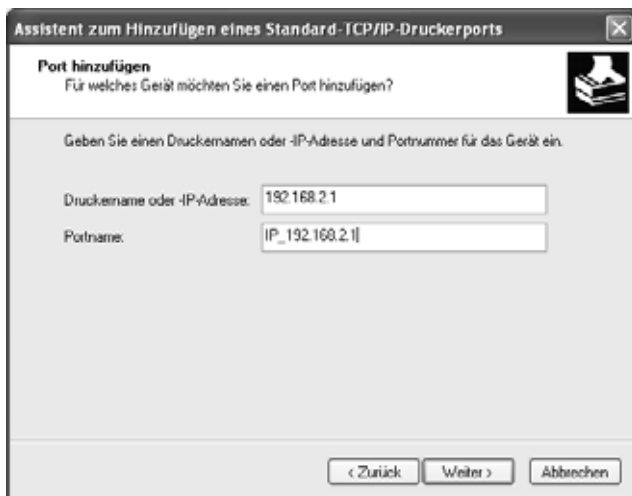 Assistent zum Hinzufügen eines Standard-TCP/IP-Druckerports
Port hinzufügen
Für welches Gerät möchten Sie einen Port hinzufügen?
Geben Sie einen Druckernamen oder -IP-Adresse und Portnummer für das Gerät ein.
Druckername oder -IP-Adresse: 192.168.2.1
Portname: IP_192.168.2.1
< Zurück Weiter > Abbrechen